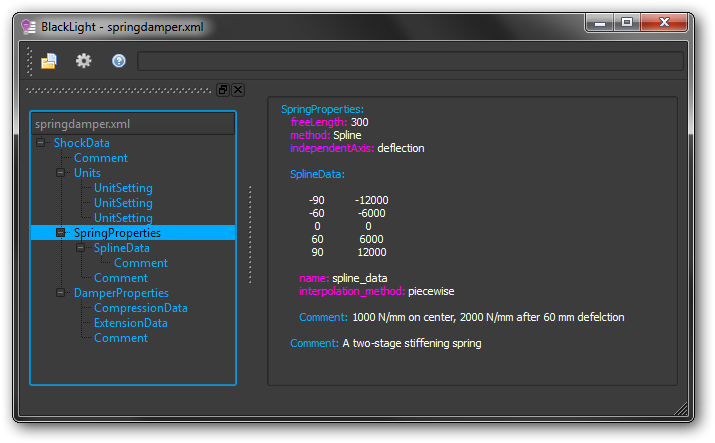 BlackLight - springdamper.xml
springdamper.xml
ShockData
Comment
Units
UnitSetting
UnitSetting
UnitSetting
SpringProperties
SplineData
Comment
Comment
DamperProperties
CompressionData
ExtensionData
Comment
SpringProperties:
freeLength: 300
method: Spline
independentAxis: deflection
SplineData:
-90 -12000
-60 -6000
0 0
60 6000
90 12000
name: spline_data
interpolation_method: piecewise
Comment: 1000 N/mm on center, 2000 N/mm after 60 mm defelction
Comment: A two-stage stiffening spring